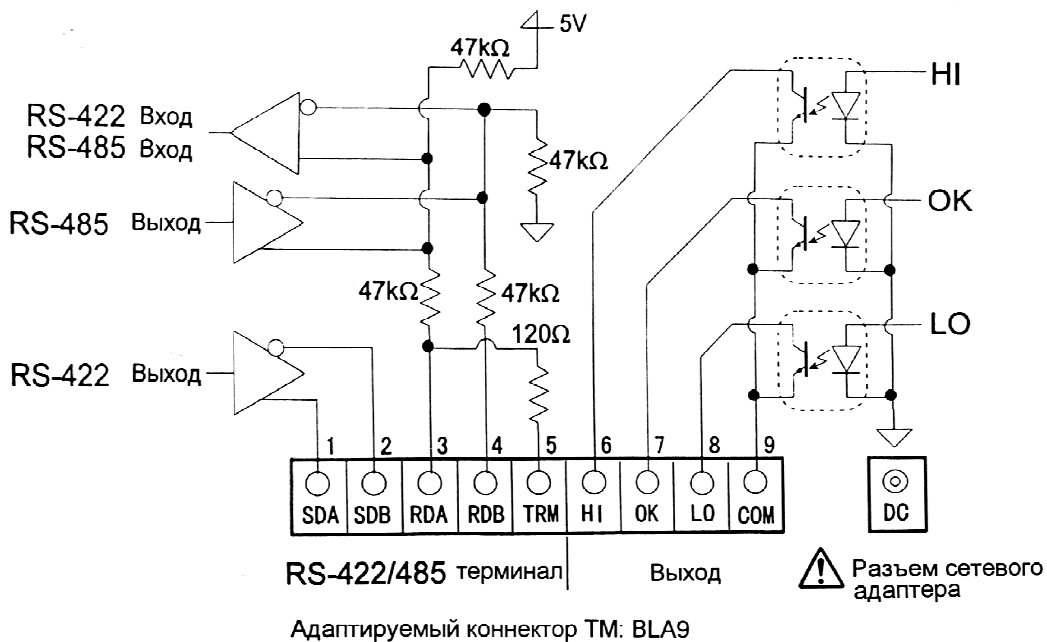 5V
47kΩ
HI
RS-422 Вход
RS-485 Вход
47kΩ
OK
RS-485 Выход
47kΩ 47kΩ
120Ω
LO
RS-422 Выход
1 2 3 4 5 6 7 8 9
SDA SDB RDA RDB TRM HI OK LO COM
DC
RS-422/485 терминал
Выход
Разъем сетевого
адаптера
Адаптируемый коннектор TM: BLA9